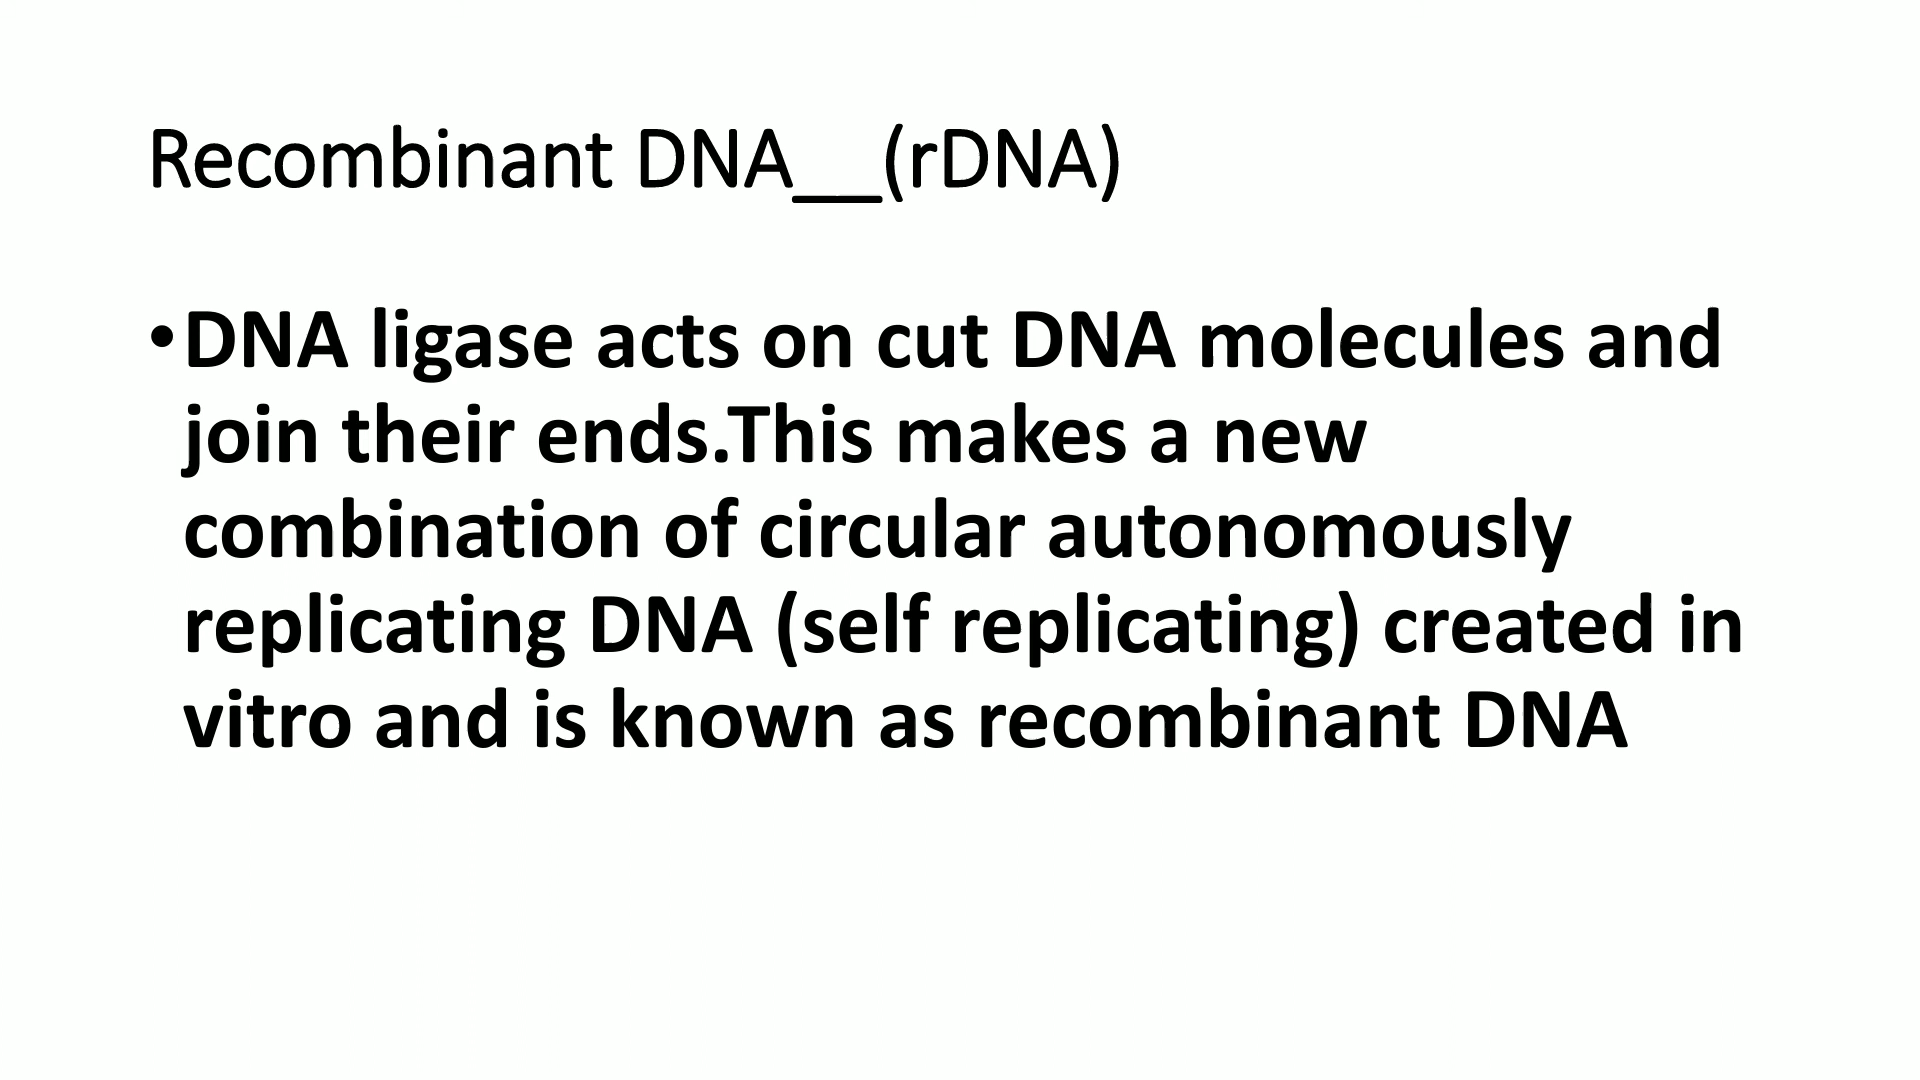 Recombinant DNA__(rDNA)
•DNA ligase acts on cut DNA molecules and
join their ends.This makes a new
combination of circular autonomously
replicating DNA (self replicating) created in
vitro and is known as recombinant DNA